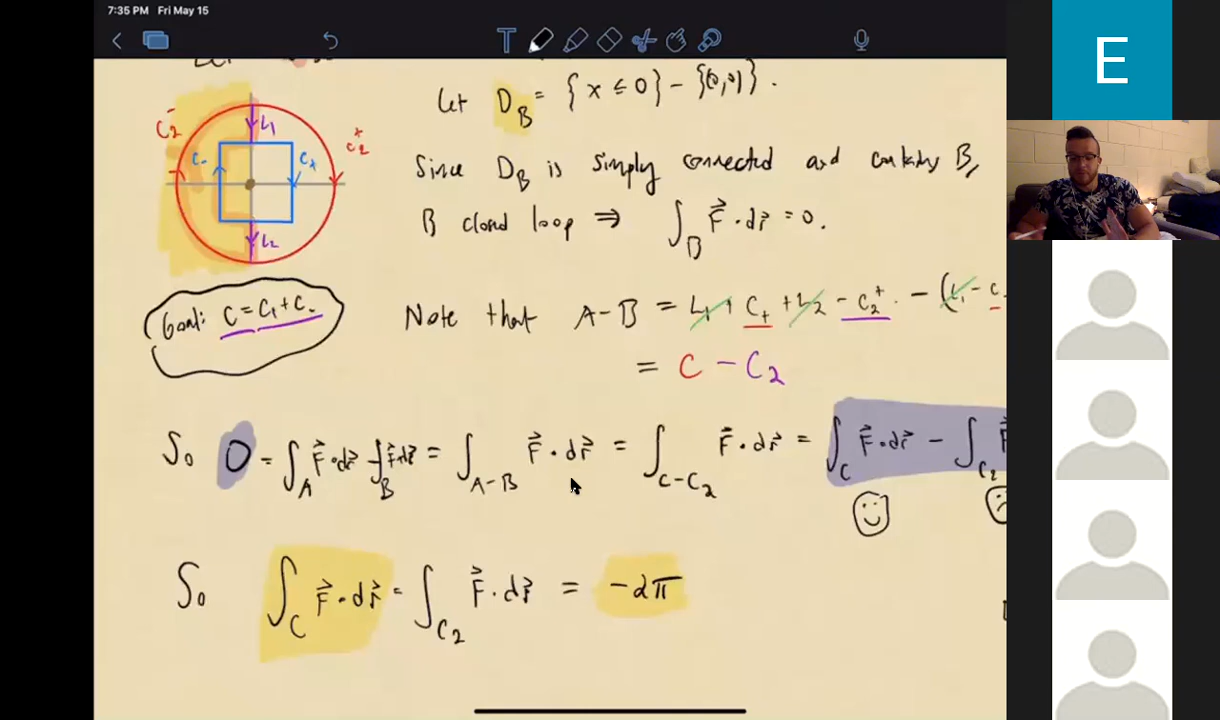 7:35 PM Fri May 15
E
Let D_B = {x ≤ 0} - {(0,0)}.
C_2^- L_1 C_2^+
C_- C_+
L_2
Since D_B is simply connected and contains B,
B closed loop ⇒ ∫_B F⃗ · dr⃗ = 0.
Goal: C = C_+ + C_-
Note that A-B = L_1 + C_+ + L_2 - C_2^+ - (L_1 - C
= C - C_2
So 0 = ∫_A F⃗·dr⃗ - ∫_B F⃗·dr⃗ = ∫_{A-B} F⃗ · dr⃗ = ∫_{C-C_2} F⃗ · dr⃗ = ∫_C F⃗·dr⃗ - ∫_{C_2} F⃗
So ∫_C F⃗ · dr⃗ = ∫_{C_2} F⃗ · dr⃗ = -2π